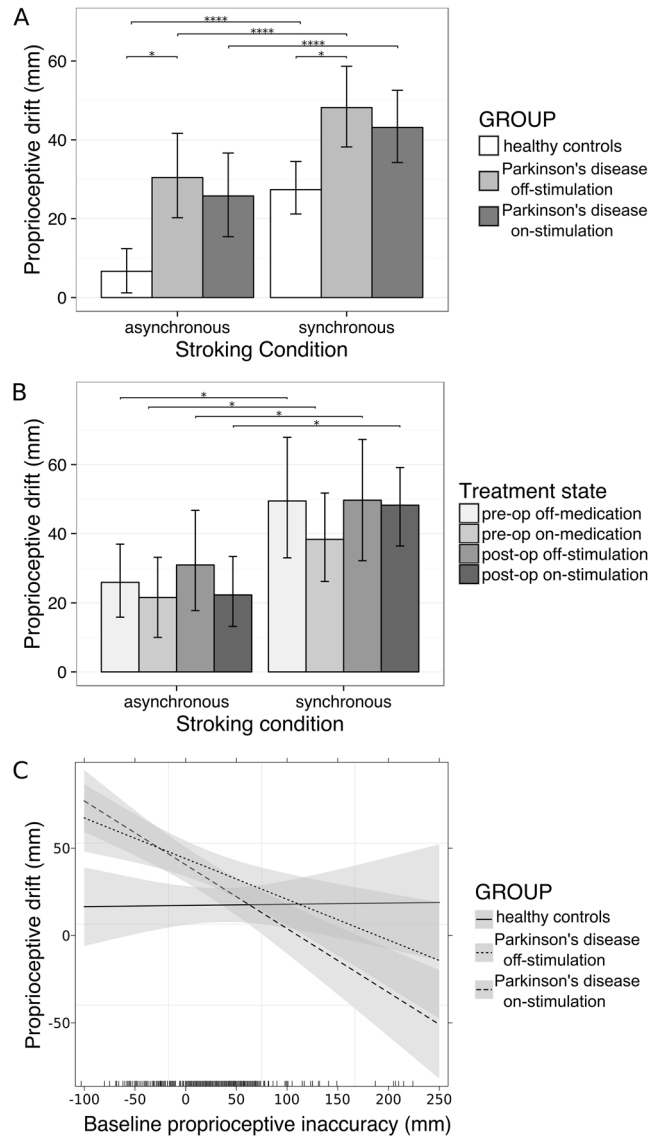 A
****
****
****
*
*
Proprioceptive drift (mm)
60
40
20
0
asynchronous
synchronous
Stroking Condition
GROUP
healthy controls
Parkinson's disease
off-stimulation
Parkinson's disease
on-stimulation
B
*
*
*
*
Proprioceptive drift (mm)
60
40
20
0
asynchronous
synchronous
Stroking condition
Treatment state
pre-op off-medication
pre-op on-medication
post-op off-stimulation
post-op on-stimulation
C
Proprioceptive drift (mm)
50
0
-50
-100
-50
0
50
100
150
200
250
Baseline proprioceptive inaccuracy (mm)
GROUP
healthy controls
Parkinson's disease
off-stimulation
Parkinson's disease
on-stimulation